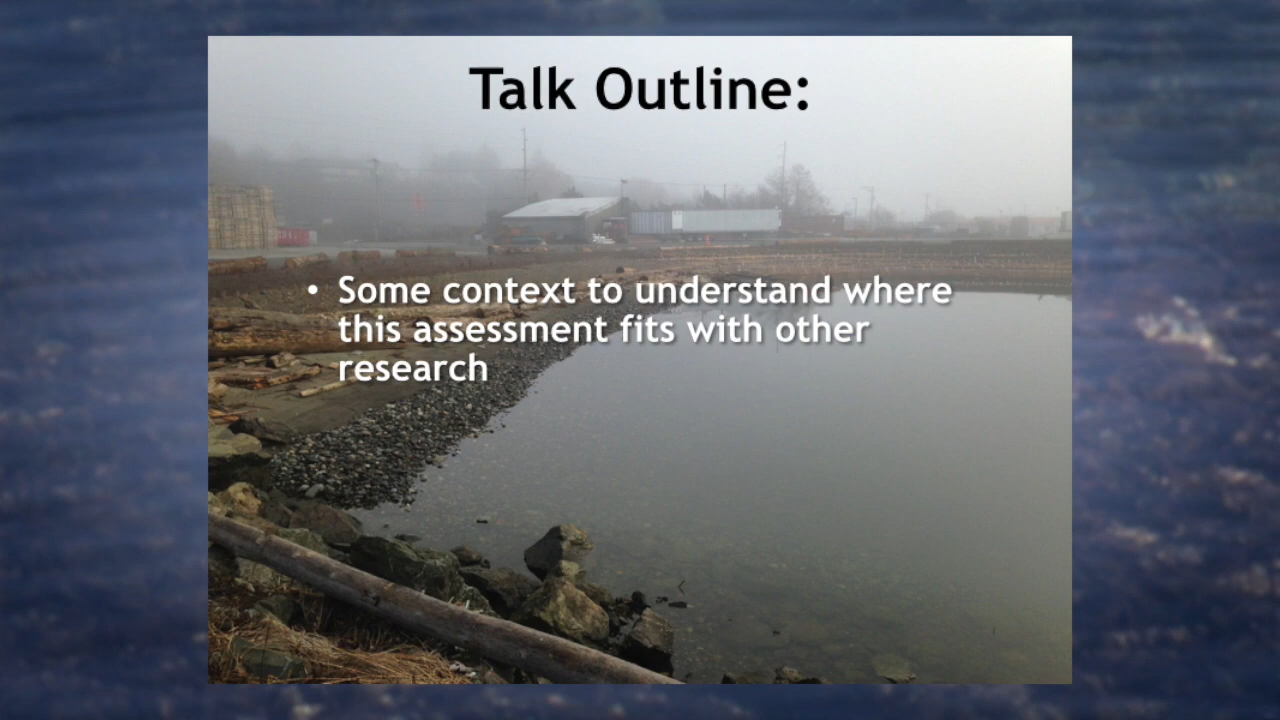 Talk Outline:
• Some context to understand where
this assessment fits with other
research